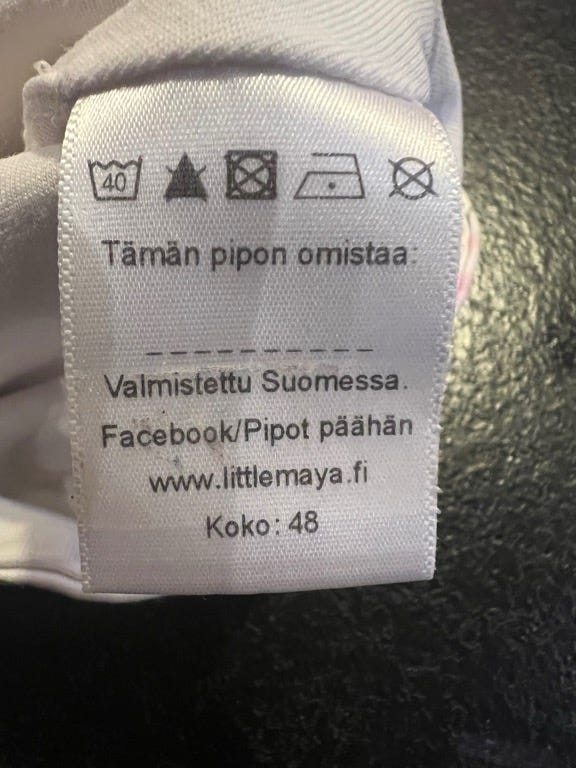 40
Tämän pipon omistaa:
Valmistettu Suomessa.
Facebook/Pipot päähän
www.littlemaya.fi
Koko: 48